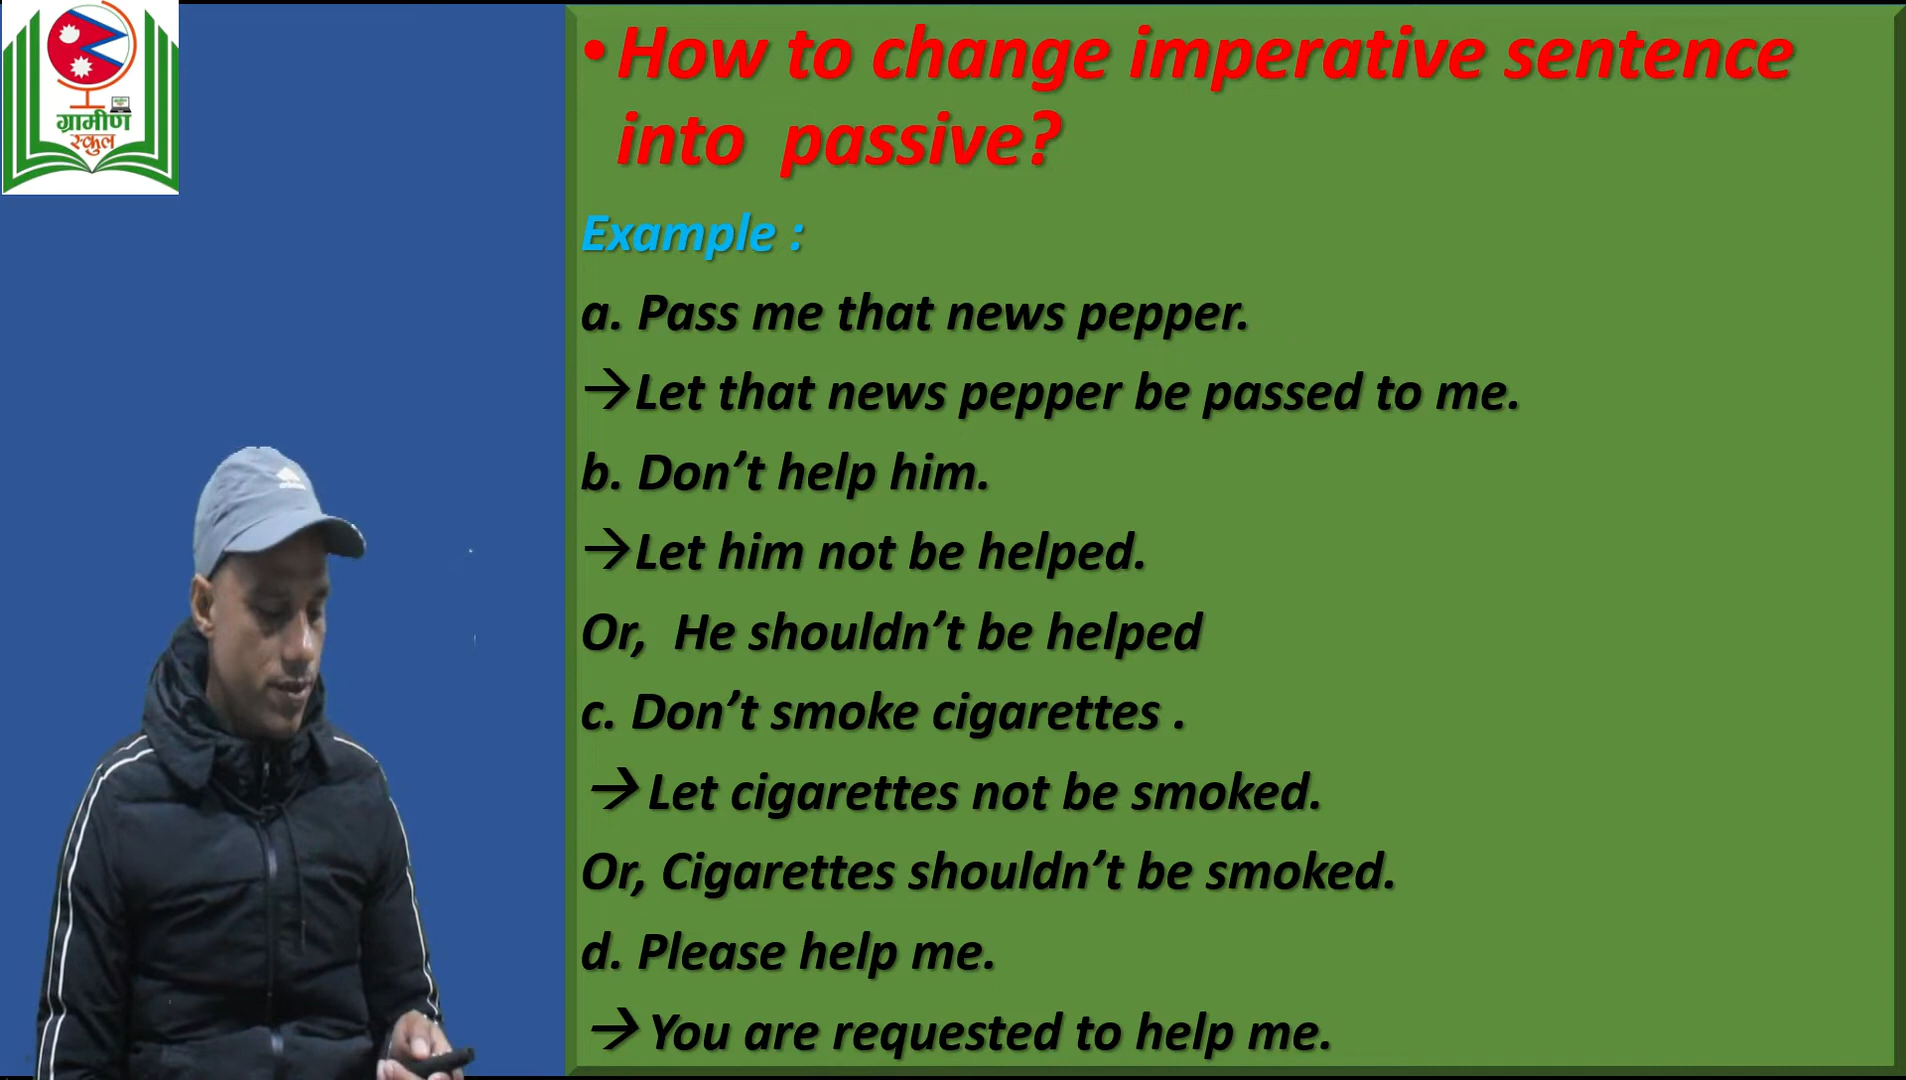 ग्रामीण
स्कुल
• How to change imperative sentence
into passive?
Example :
a. Pass me that news pepper.
→Let that news pepper be passed to me.
b. Don’t help him.
→Let him not be helped.
Or, He shouldn’t be helped
c. Don’t smoke cigarettes .
→ Let cigarettes not be smoked.
Or, Cigarettes shouldn’t be smoked.
d. Please help me.
→ You are requested to help me.